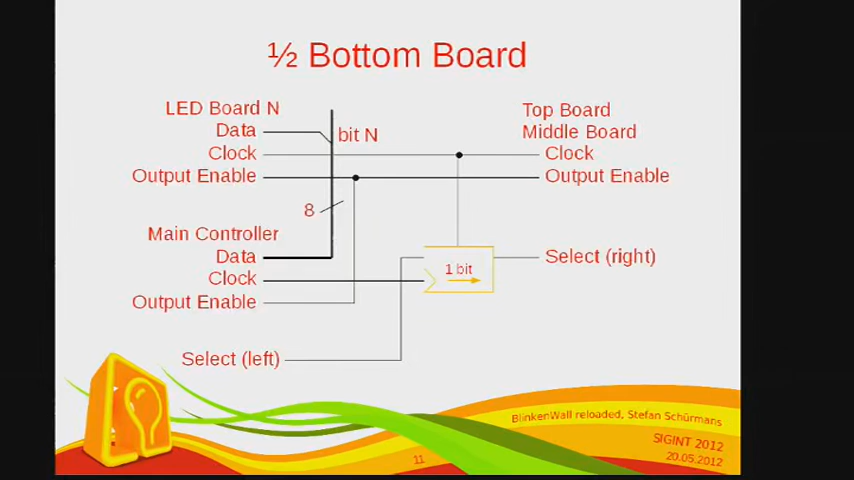 ½ Bottom Board
LED Board N
Data
Clock
Output Enable
bit N
8
Top Board
Middle Board
Clock
Output Enable
Main Controller
Data
Clock
Output Enable
1 bit
Select (right)
Select (left)
BlinkenWall reloaded, Stefan Schürmans
SIGINT 2012
20.05.2012
11